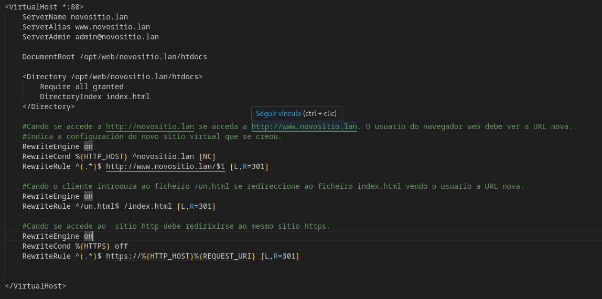 <VirtualHost *:80>
ServerName novositio.lan
ServerAlias www.novositio.lan
ServerAdmin admin@novositio.lan
DocumentRoot /opt/web/novositio.lan/htdocs
<Directory /opt/web/novositio.lan/htdocs>
Require all granted
DirectoryIndex index.html
</Directory>
Seguir vínculo (ctrl + clic)
#Cando se accede a http://novositio.lan se acceda a http://www.novositio.lan. O usuario do navegador web debe ver a URL nova.
#Indica a configuración do novo sitio virtual que se creou.
RewriteEngine on
RewriteCond %{HTTP_HOST} ^novositio.lan [NC]
RewriteRule ^(.*)$ http://www.novositio.lan/$1 [L,R=301]
#Cando o cliente introduza ao ficheiro /un.html se redireccione ao ficheiro index.html vendo o usuario a URL nova.
RewriteEngine on
RewriteRule ^/un.html$ /index.html [L,R=301]
#Cando se accede ao  sitio http debe redirixirse ao mesmo sitio https.
RewriteEngine on
RewriteCond %{HTTPS} off
RewriteRule ^(.*)$ https://%{HTTP_HOST}%{REQUEST_URI} [L,R=301]
</VirtualHost>